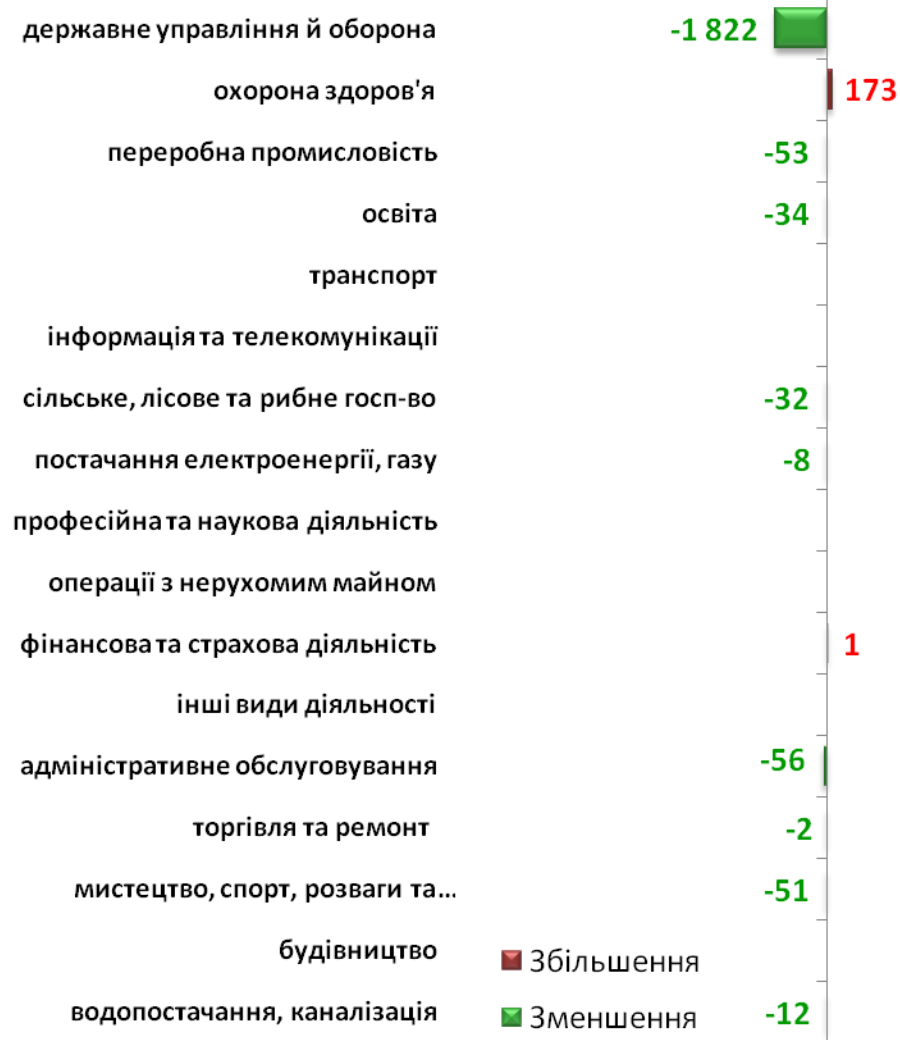 державне управління й оборона -1 822
охорона здоров'я 173
переробна промисловість -53
освіта -34
транспорт
інформація та телекомунікації
сільське, лісове та рибне госп-во -32
постачання електроенергії, газу -8
професійна та наукова діяльність
операції з нерухомим майном
фінансова та страхова діяльність 1
інші види діяльності
адміністративне обслуговування -56
торгівля та ремонт -2
мистецтво, спорт, розваги та... -51
будівництво
Збільшення
водопостачання, каналізація -12
Зменшення